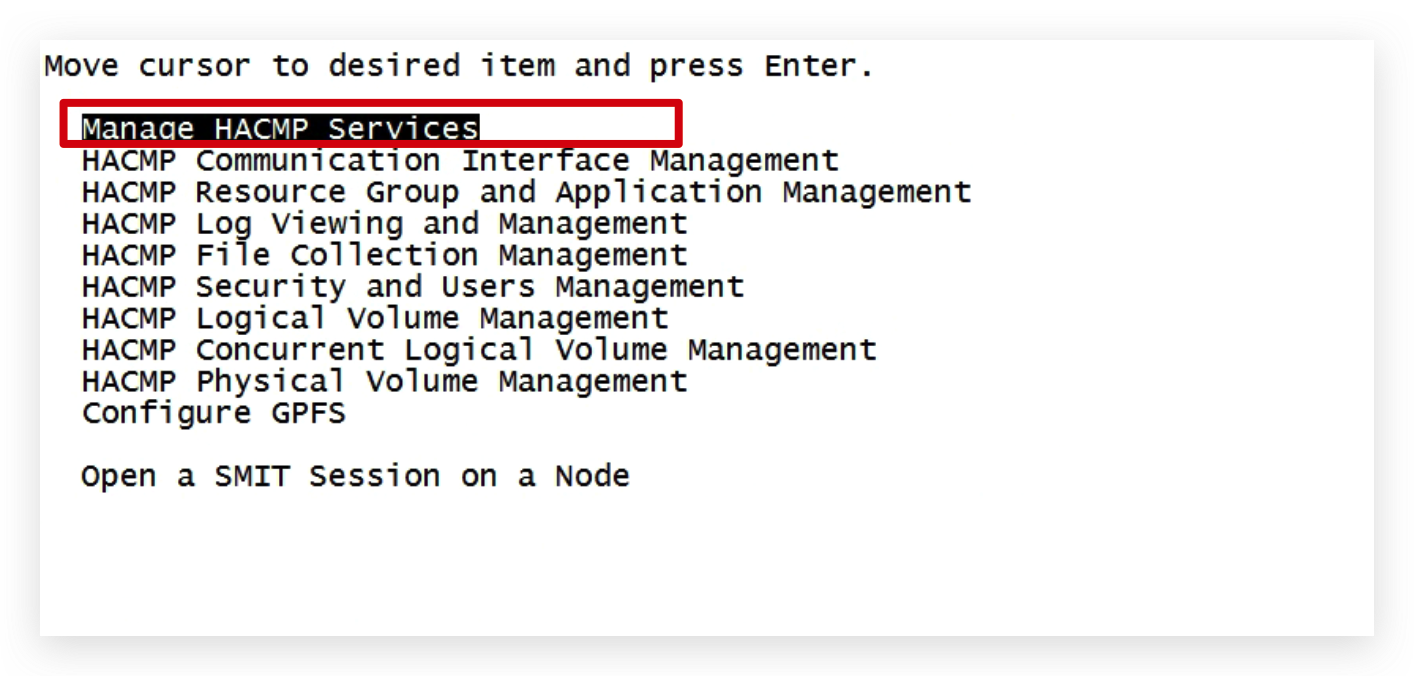 Move cursor to desired item and press Enter.
Manage HACMP Services
HACMP Communication Interface Management
HACMP Resource Group and Application Management
HACMP Log Viewing and Management
HACMP File Collection Management
HACMP Security and Users Management
HACMP Logical Volume Management
HACMP Concurrent Logical Volume Management
HACMP Physical Volume Management
Configure GPFS
Open a SMIT Session on a Node